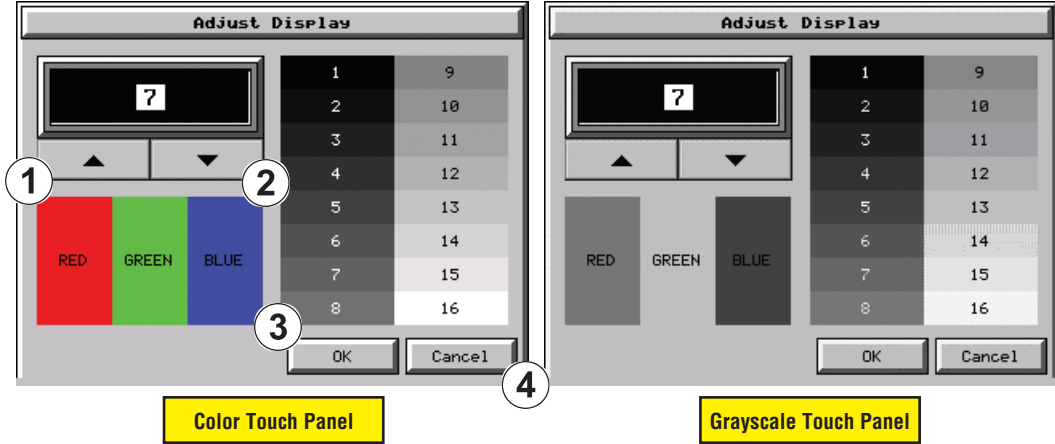 Adjust Display
7
1 9
2 10
3 11
4 12
5 13
6 14
7 15
8 16
RED GREEN BLUE
OK Cancel
1
2
3
4
Color Touch Panel
Adjust Display
7
1 9
2 10
3 11
4 12
5 13
6 14
7 15
8 16
RED GREEN BLUE
OK Cancel
Grayscale Touch Panel